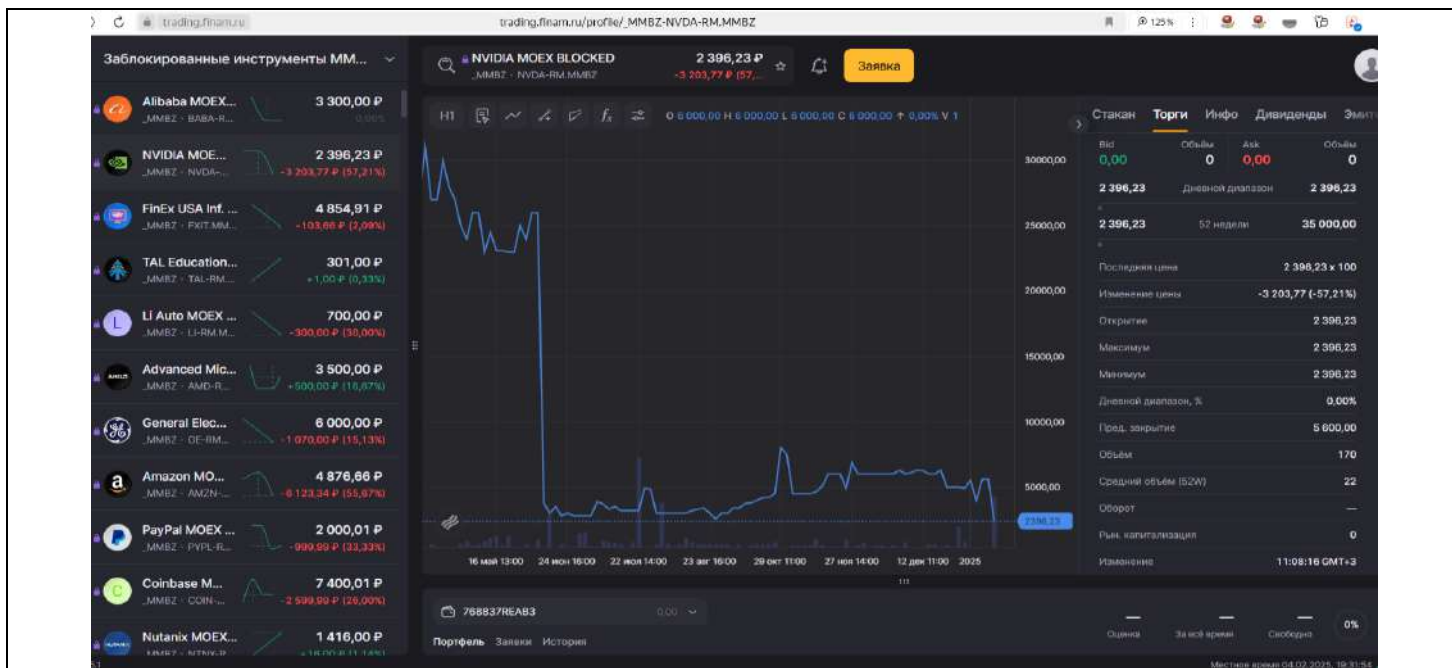 trading.finam.ru
trading.finam.ru/profile/_MMBZ-NVDA-RM.MMBZ
125%
Заблокированные инструменты MM...
NVIDIA MOEX BLOCKED
_MMBZ · NVDA-RM.MMBZ
2 396,23 ₽
-3 203,77 ₽ (57,...
Заявка
Alibaba MOEX...
3 300,00 ₽
_MMBZ · BABA-R...
0,00%
NVIDIA MOE...
2 396,23 ₽
_MMBZ · NVDA-...
-3 203,77 ₽ (57,21%)
FinEx USA Inf. ...
4 854,91 ₽
_MMBZ · FXIT.MM...
-103,66 ₽ (2,09%)
TAL Education...
301,00 ₽
_MMBZ · TAL-RM....
+1,00 ₽ (0,33%)
Li Auto MOEX ...
700,00 ₽
_MMBZ · LI-RM.M...
-300,00 ₽ (30,00%)
Advanced Mic...
3 500,00 ₽
_MMBZ · AMD-R...
+500,00 ₽ (16,67%)
General Elec...
6 000,00 ₽
_MMBZ · GE-RM...
-1 070,00 ₽ (15,13%)
Amazon MO...
4 876,66 ₽
_MMBZ · AMZN-...
-6 123,34 ₽ (55,67%)
PayPal MOEX ...
2 000,01 ₽
_MMBZ · PYPL-R...
-999,99 ₽ (33,33%)
Coinbase M...
7 400,01 ₽
_MMBZ · COIN-...
-2 599,99 ₽ (26,00%)
Nutanix MOEX...
1 416,00 ₽
H1
O 6 000,00 H 6 000,00 L 6 000,00 C 6 000,00 ↑ 0,00% V 1
30000,00
25000,00
20000,00
15000,00
10000,00
5000,00
2396,23
16 май 13:00 24 июн 16:00 22 июл 14:00 23 авг 16:00 29 окт 11:00 27 ноя 14:00 12 дек 11:00 2025
768837REAB3
0,00
Портфель Заявки История
Стакан Торги Инфо Дивиденды Эмит
Bid Объём Ask Объём
0,00 0 0,00 0
2 396,23 Дневной диапазон 2 396,23
2 396,23 52 недели 35 000,00
Последняя цена 2 396,23 x 100
Изменение цены -3 203,77 (-57,21%)
Открытие 2 396,23
Максимум 2 396,23
Минимум 2 396,23
Дневной диапазон, % 0,00%
Пред. закрытие 5 600,00
Объём 170
Средний объём (52W) 22
Оборот —
Рын. капитализация 0
Изменение 11:08:16 GMT+3
Оценка За всё время Свободно 0%
Местное время 04.02.2025, 19:31:54